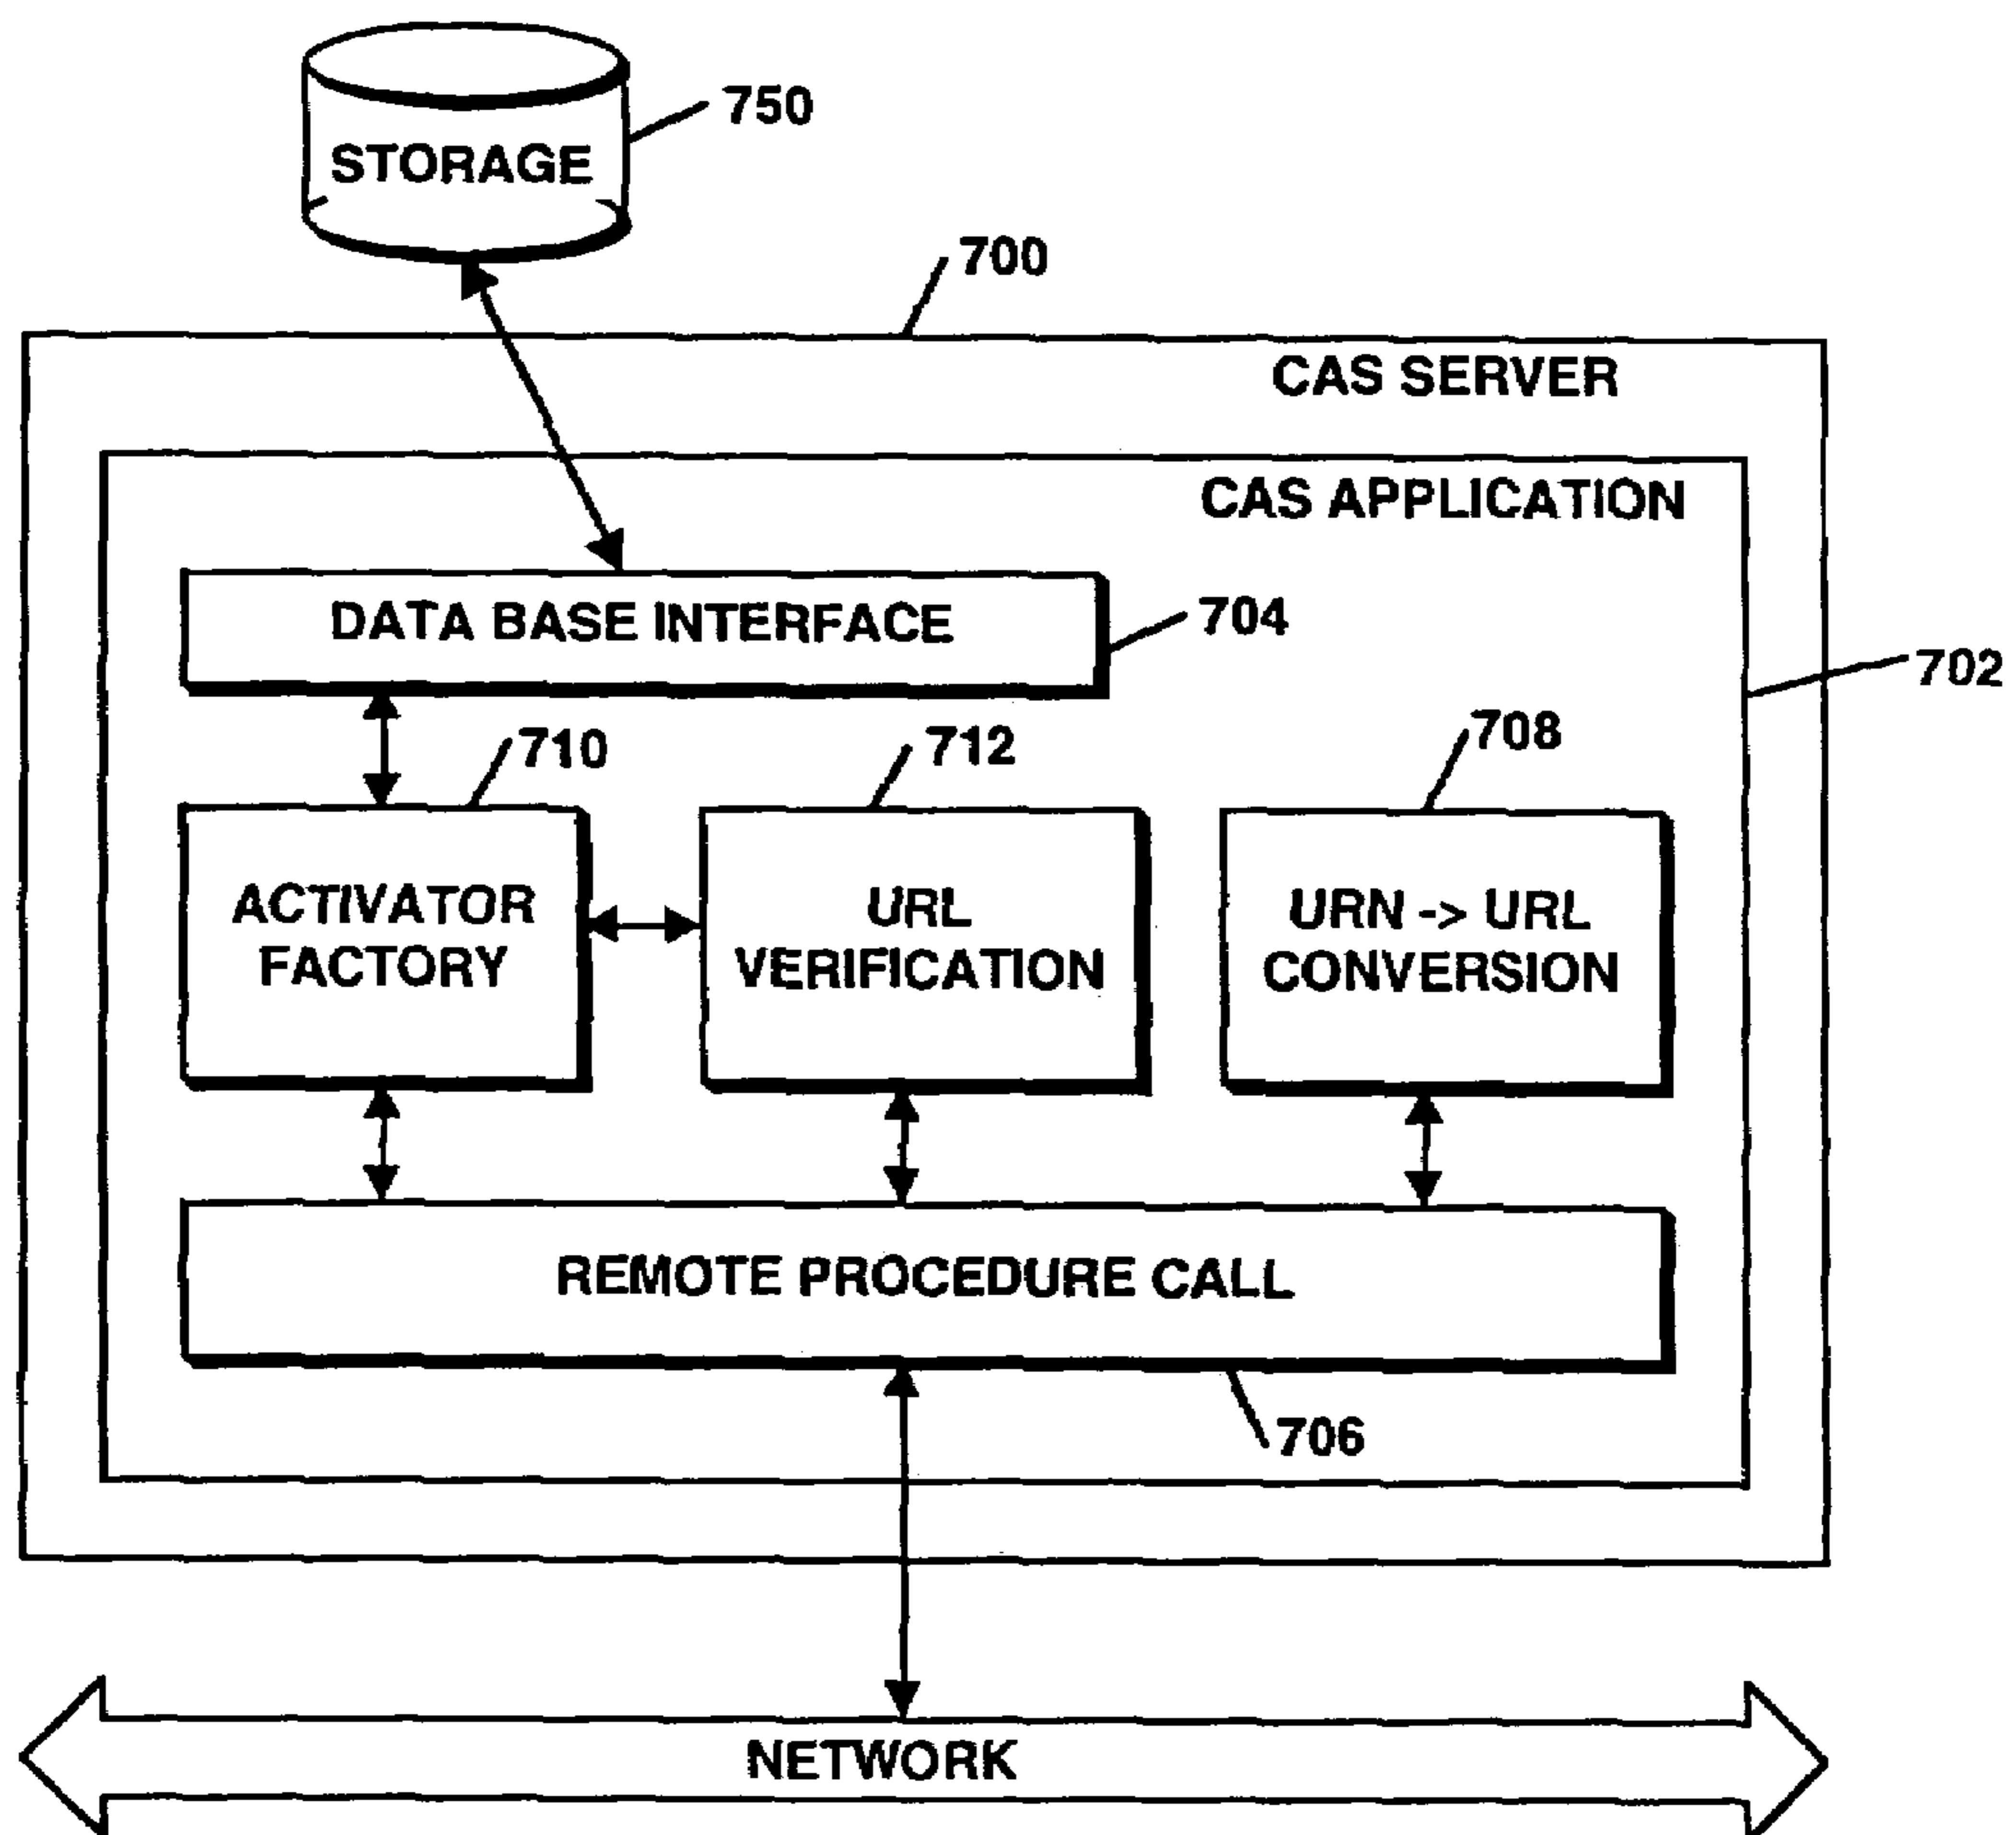 750
STORAGE
700
CAS SERVER
CAS APPLICATION
DATA BASE INTERFACE
704
702
710
712
708
ACTIVATOR
FACTORY
URL
VERIFICATION
URN -> URL
CONVERSION
REMOTE PROCEDURE CALL
706
NETWORK